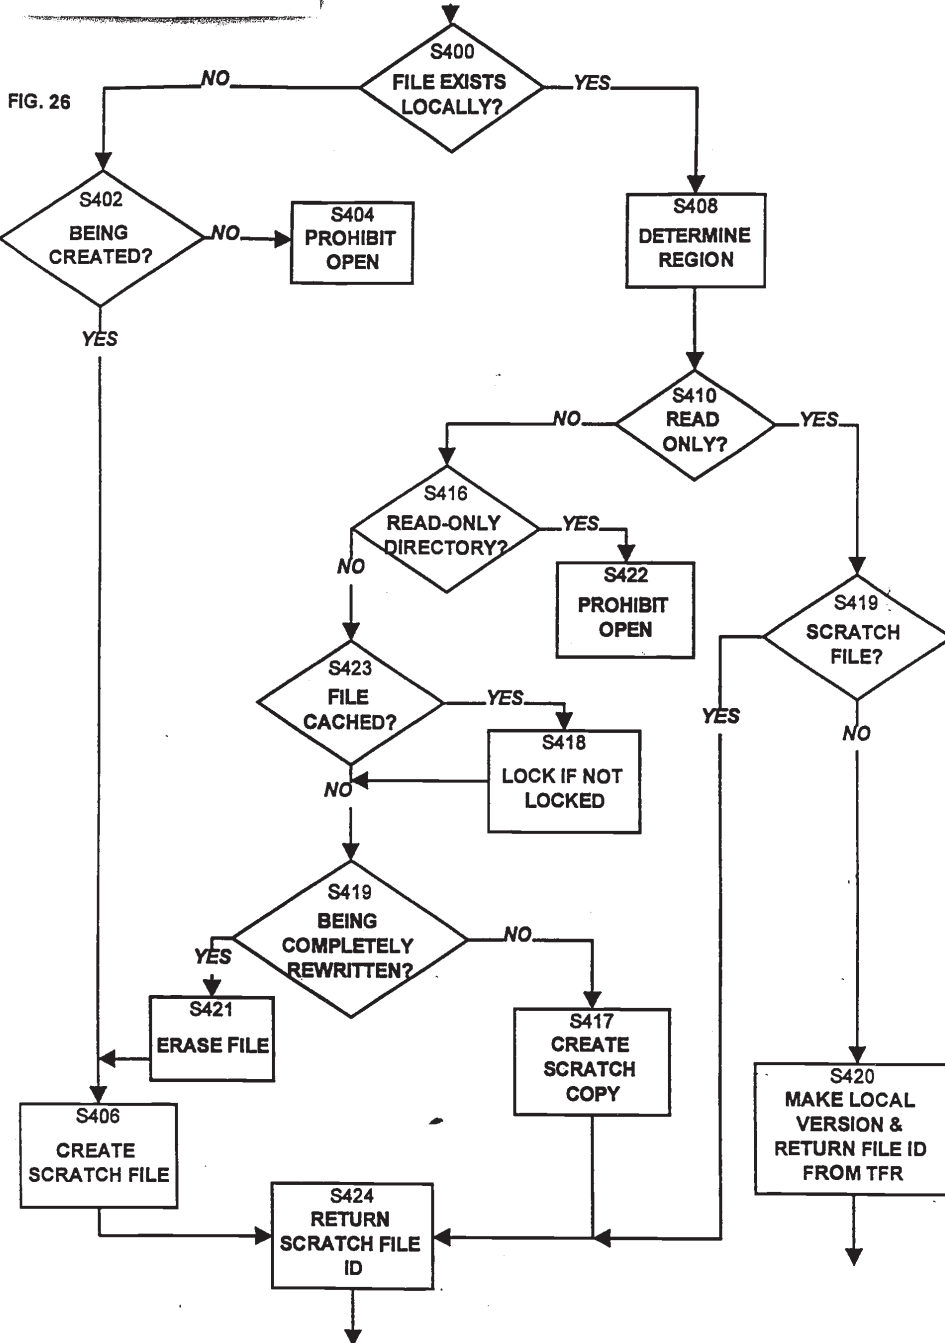 FIG. 26
S400
FILE EXISTS
LOCALLY?
NO
YES
S402
BEING
CREATED?
NO
S404
PROHIBIT
OPEN
YES
S408
DETERMINE
REGION
S410
READ
ONLY?
NO
YES
S416
READ-ONLY
DIRECTORY?
YES
NO
S422
PROHIBIT
OPEN
S419
SCRATCH
FILE?
YES
NO
S423
FILE
CACHED?
YES
NO
S418
LOCK IF NOT
LOCKED
S419
BEING
COMPLETELY
REWRITTEN?
YES
NO
S421
ERASE FILE
S417
CREATE
SCRATCH
COPY
S420
MAKE LOCAL
VERSION &
RETURN FILE ID
FROM TFR
S406
CREATE
SCRATCH FILE
S424
RETURN
SCRATCH FILE
ID